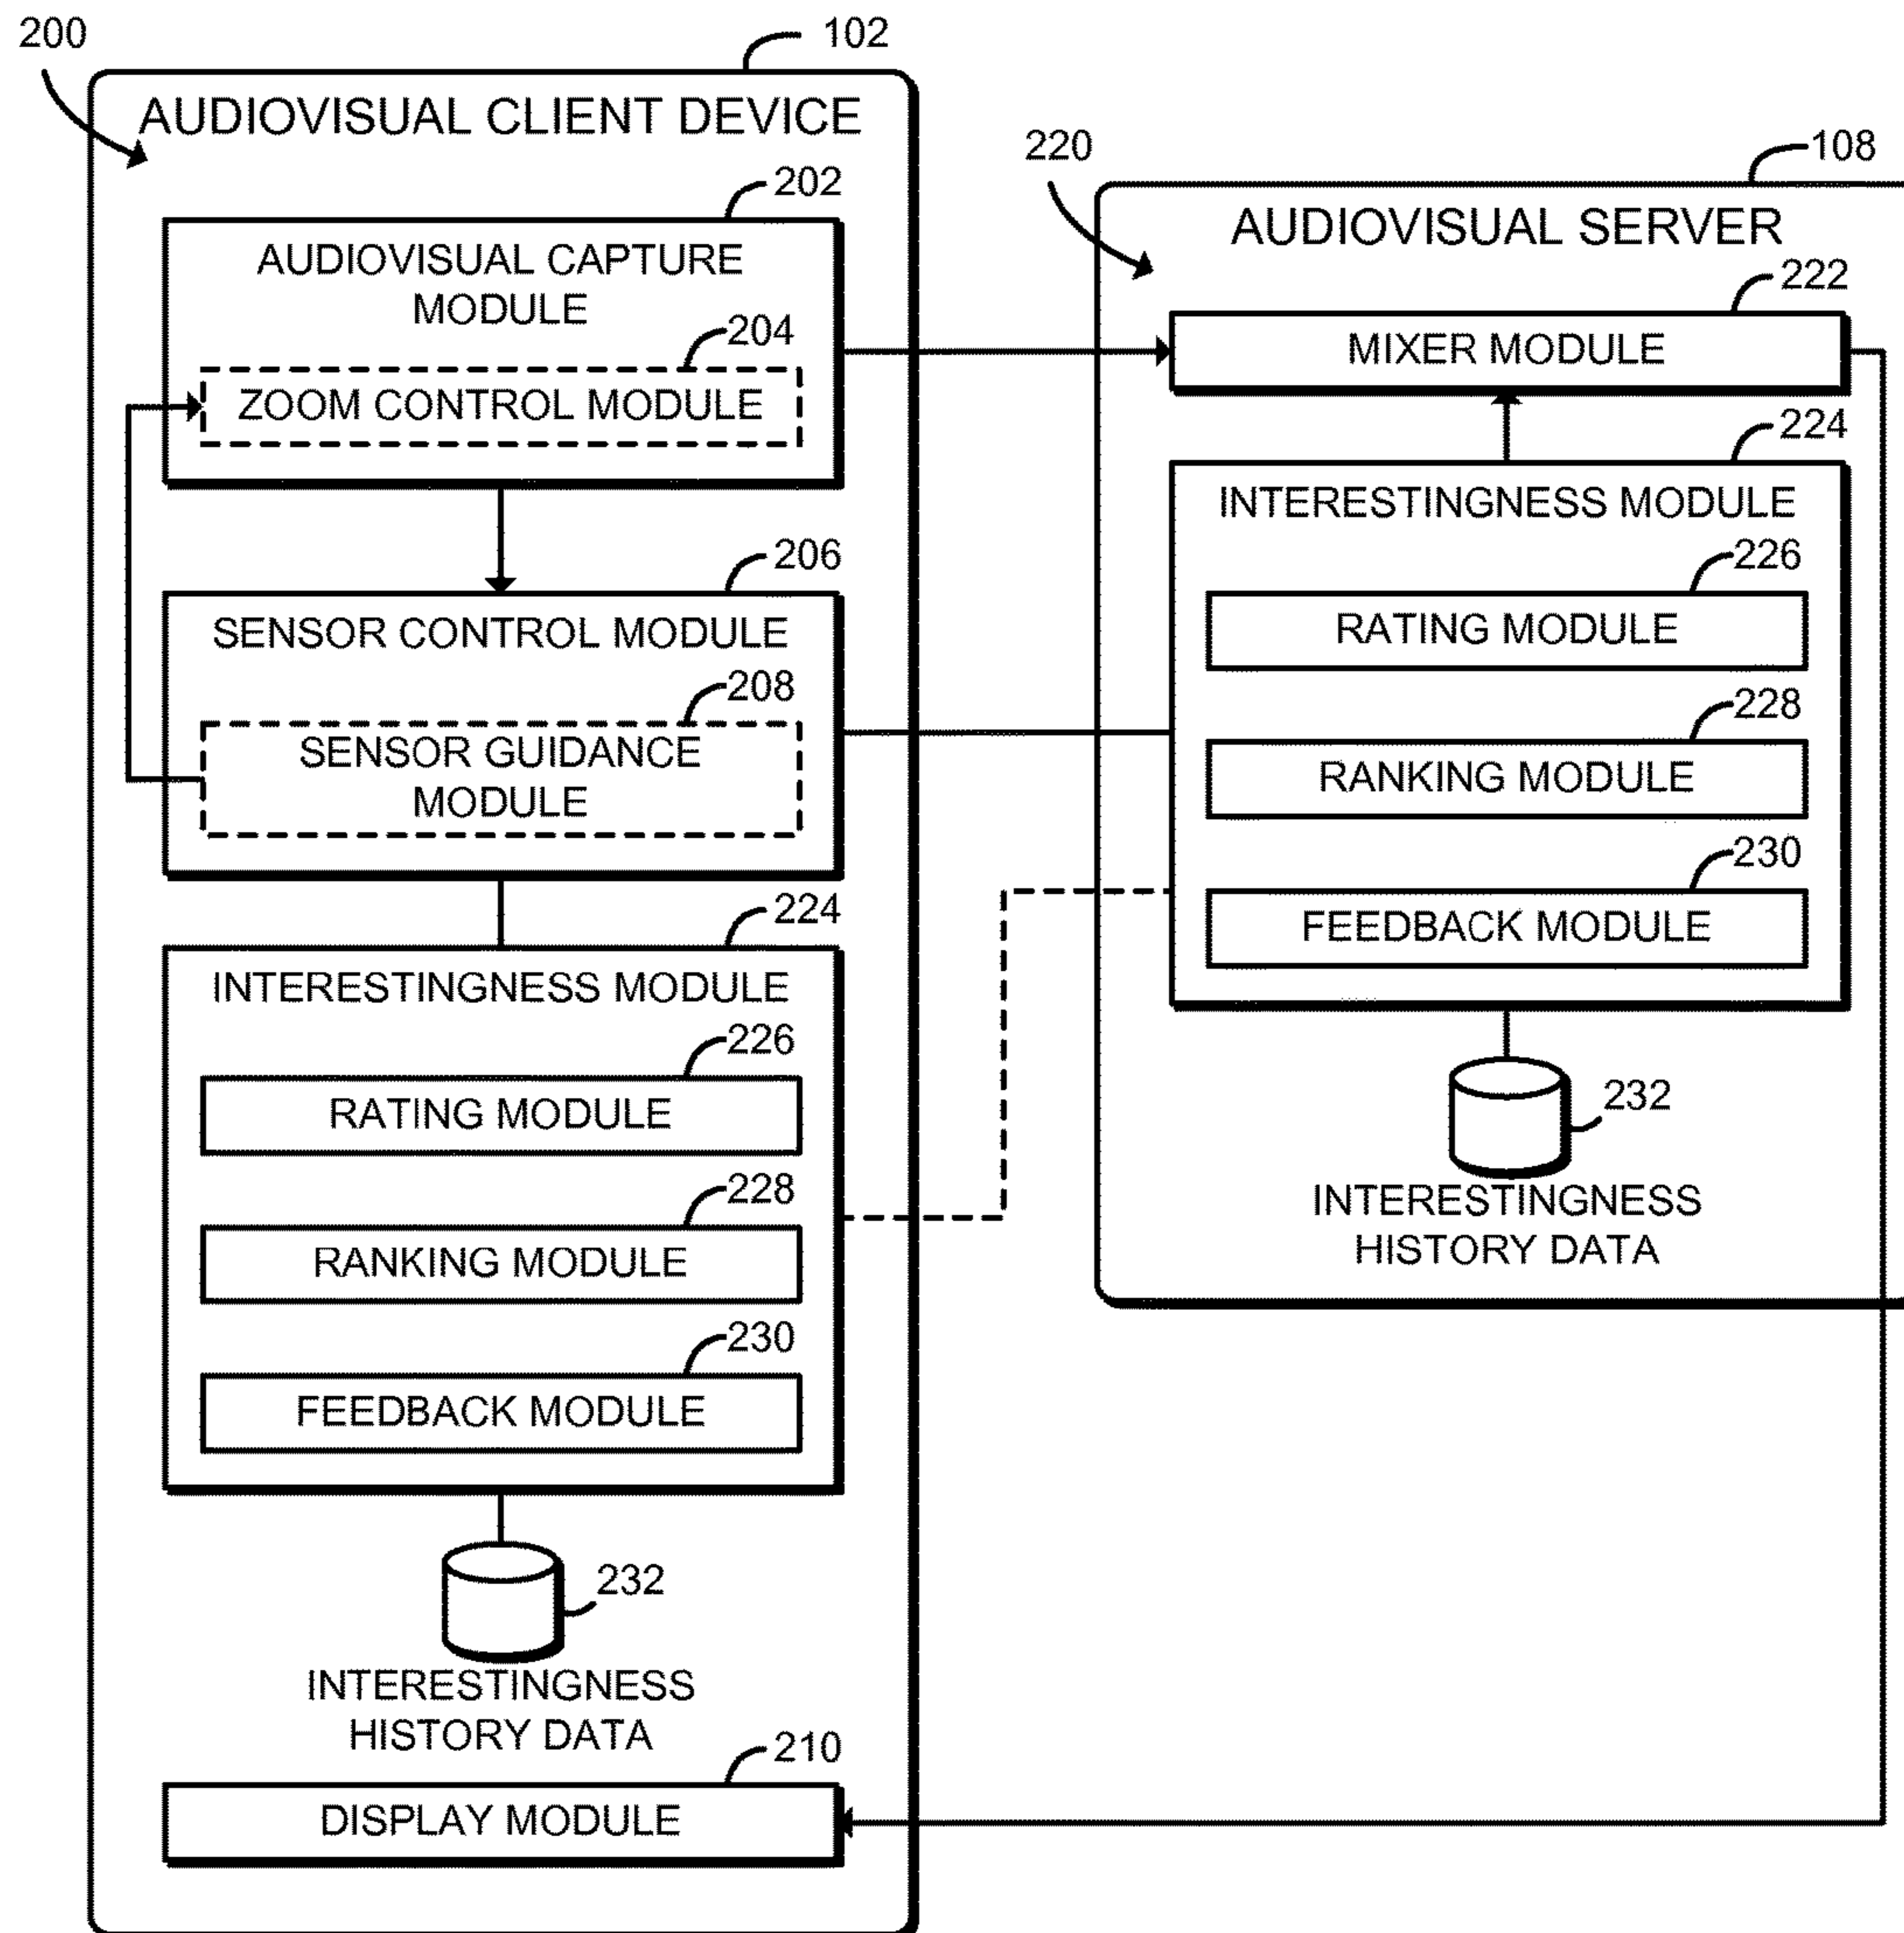 200
102
AUDIOVISUAL CLIENT DEVICE
202
AUDIOVISUAL CAPTURE
MODULE
204
ZOOM CONTROL MODULE
206
SENSOR CONTROL MODULE
208
SENSOR GUIDANCE
MODULE
224
INTERESTINGNESS MODULE
226
RATING MODULE
228
RANKING MODULE
230
FEEDBACK MODULE
232
INTERESTINGNESS
HISTORY DATA
210
DISPLAY MODULE
220
108
AUDIOVISUAL SERVER
222
MIXER MODULE
224
INTERESTINGNESS MODULE
226
RATING MODULE
228
RANKING MODULE
230
FEEDBACK MODULE
232
INTERESTINGNESS
HISTORY DATA